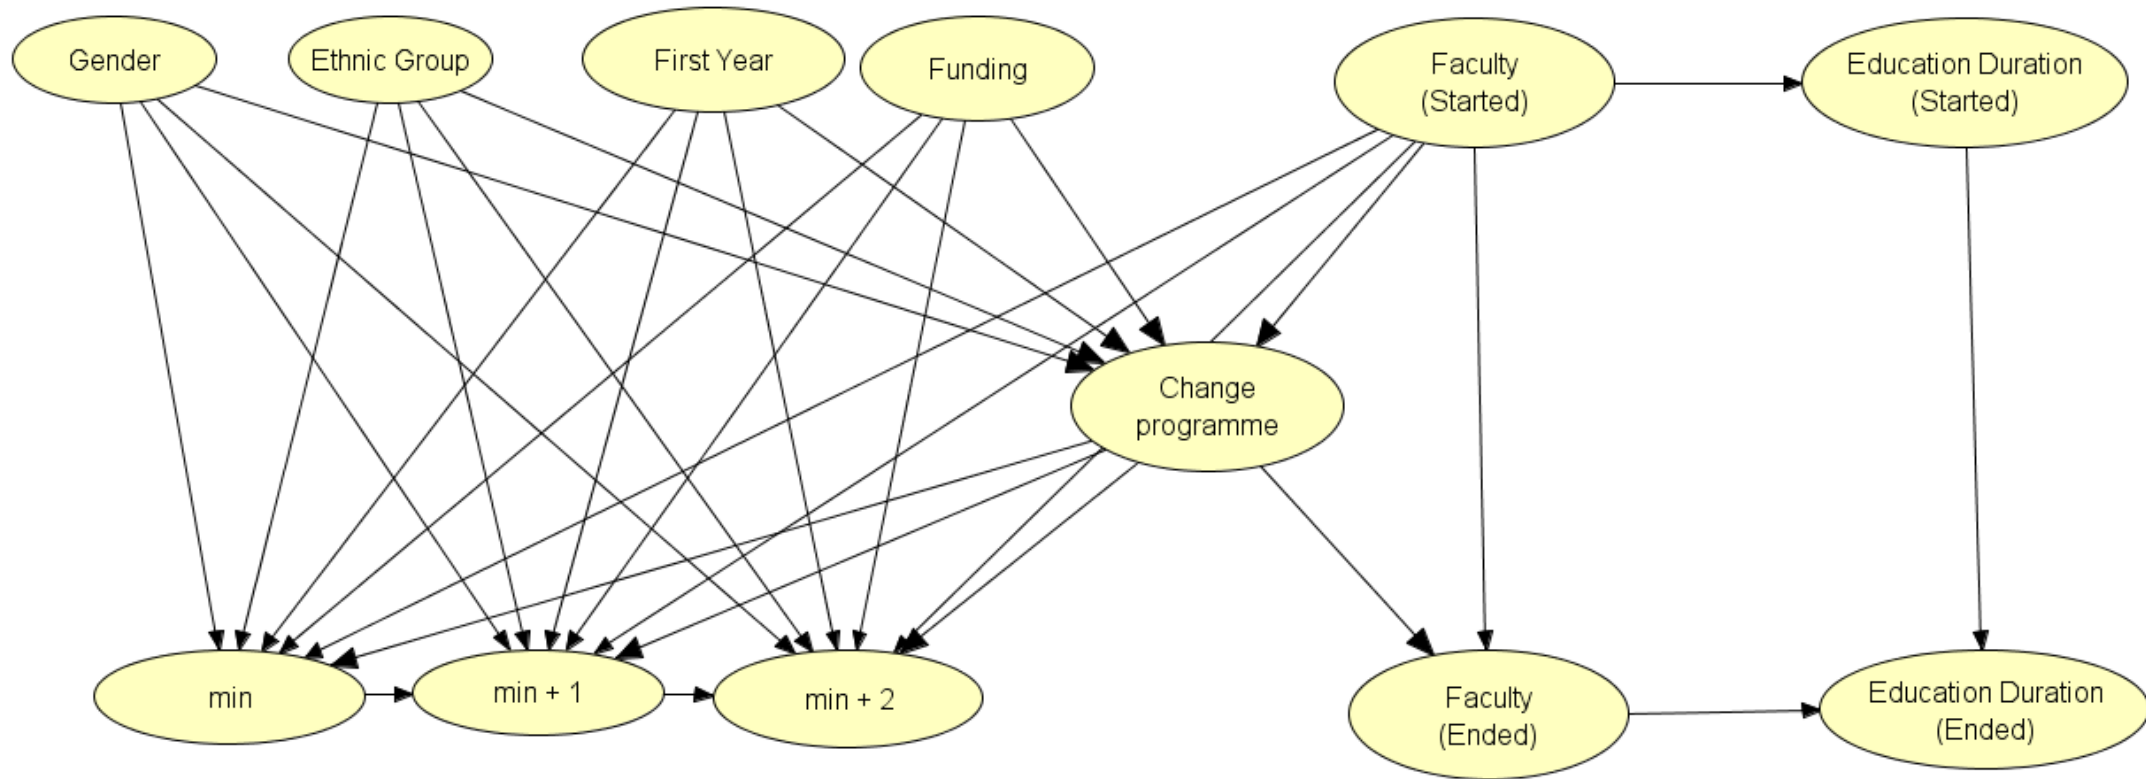 Gender
Ethnic Group
First Year
Funding
Faculty
(Started)
Education Duration
(Started)
Change
programme
min
min + 1
min + 2
Faculty
(Ended)
Education Duration
(Ended)